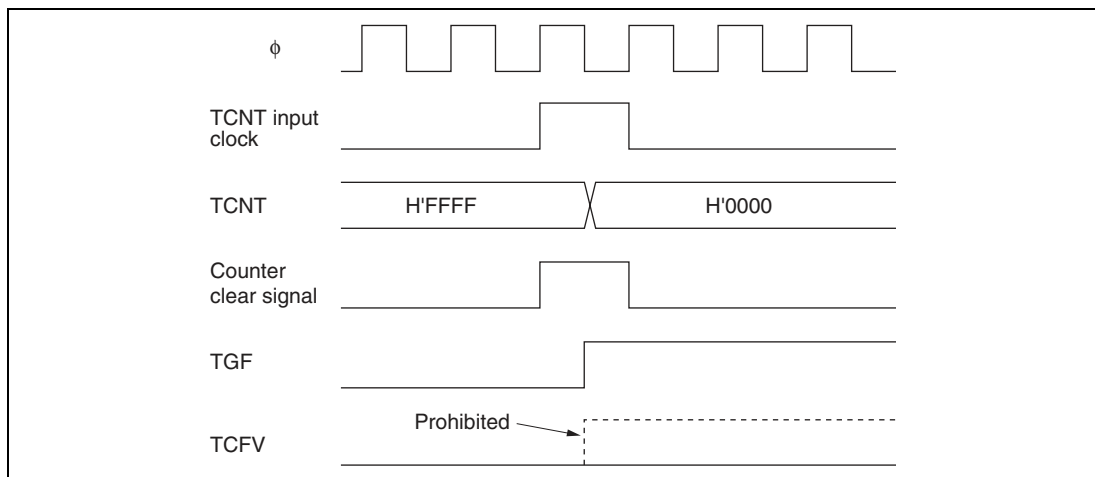 ϕ
TCNT input
clock
TCNT
H'FFFF
H'0000
Counter
clear signal
TGF
Prohibited
TCFV